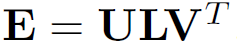 E = ULV^T